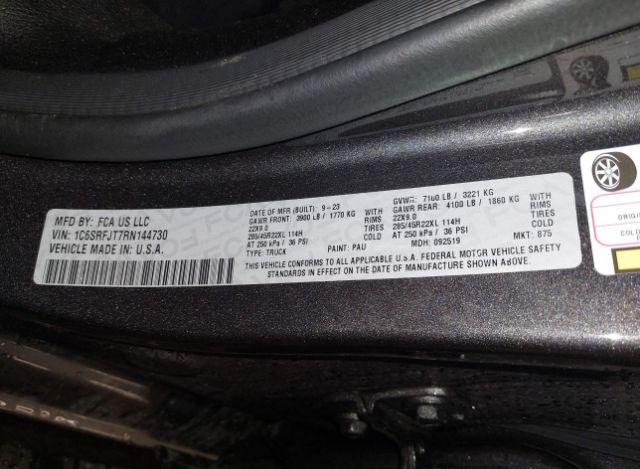 MFD BY: FCA US LLC
VIN: 1C6SRFJT7RN144730
VEHICLE MADE IN: U.S.A.
DATE OF MFR (BUILT): 9-23
GAWR FRONT: 3900 LB / 1770 KG WITH
22X9.0 RIMS
285/45R22XL 114H
AT 250 kPa / 36 PSI COLD
TYPE: TRUCK PAINT: PAU
GVWR: 7100 LB / 3221 KG
GAWR REAR: 4100 LB / 1860 KG WITH
22X9.0 RIMS
285/45R22XL 114H
AT 250 kPa / 36 PSI COLD
MDH: 092519 MKT: 875
THIS VEHICLE CONFORMS TO ALL APPLICABLE U.S.A. FEDERAL MOTOR VEHICLE SAFETY
STANDARDS IN EFFECT ON THE DATE OF MANUFACTURE SHOWN ABOVE.
COLD